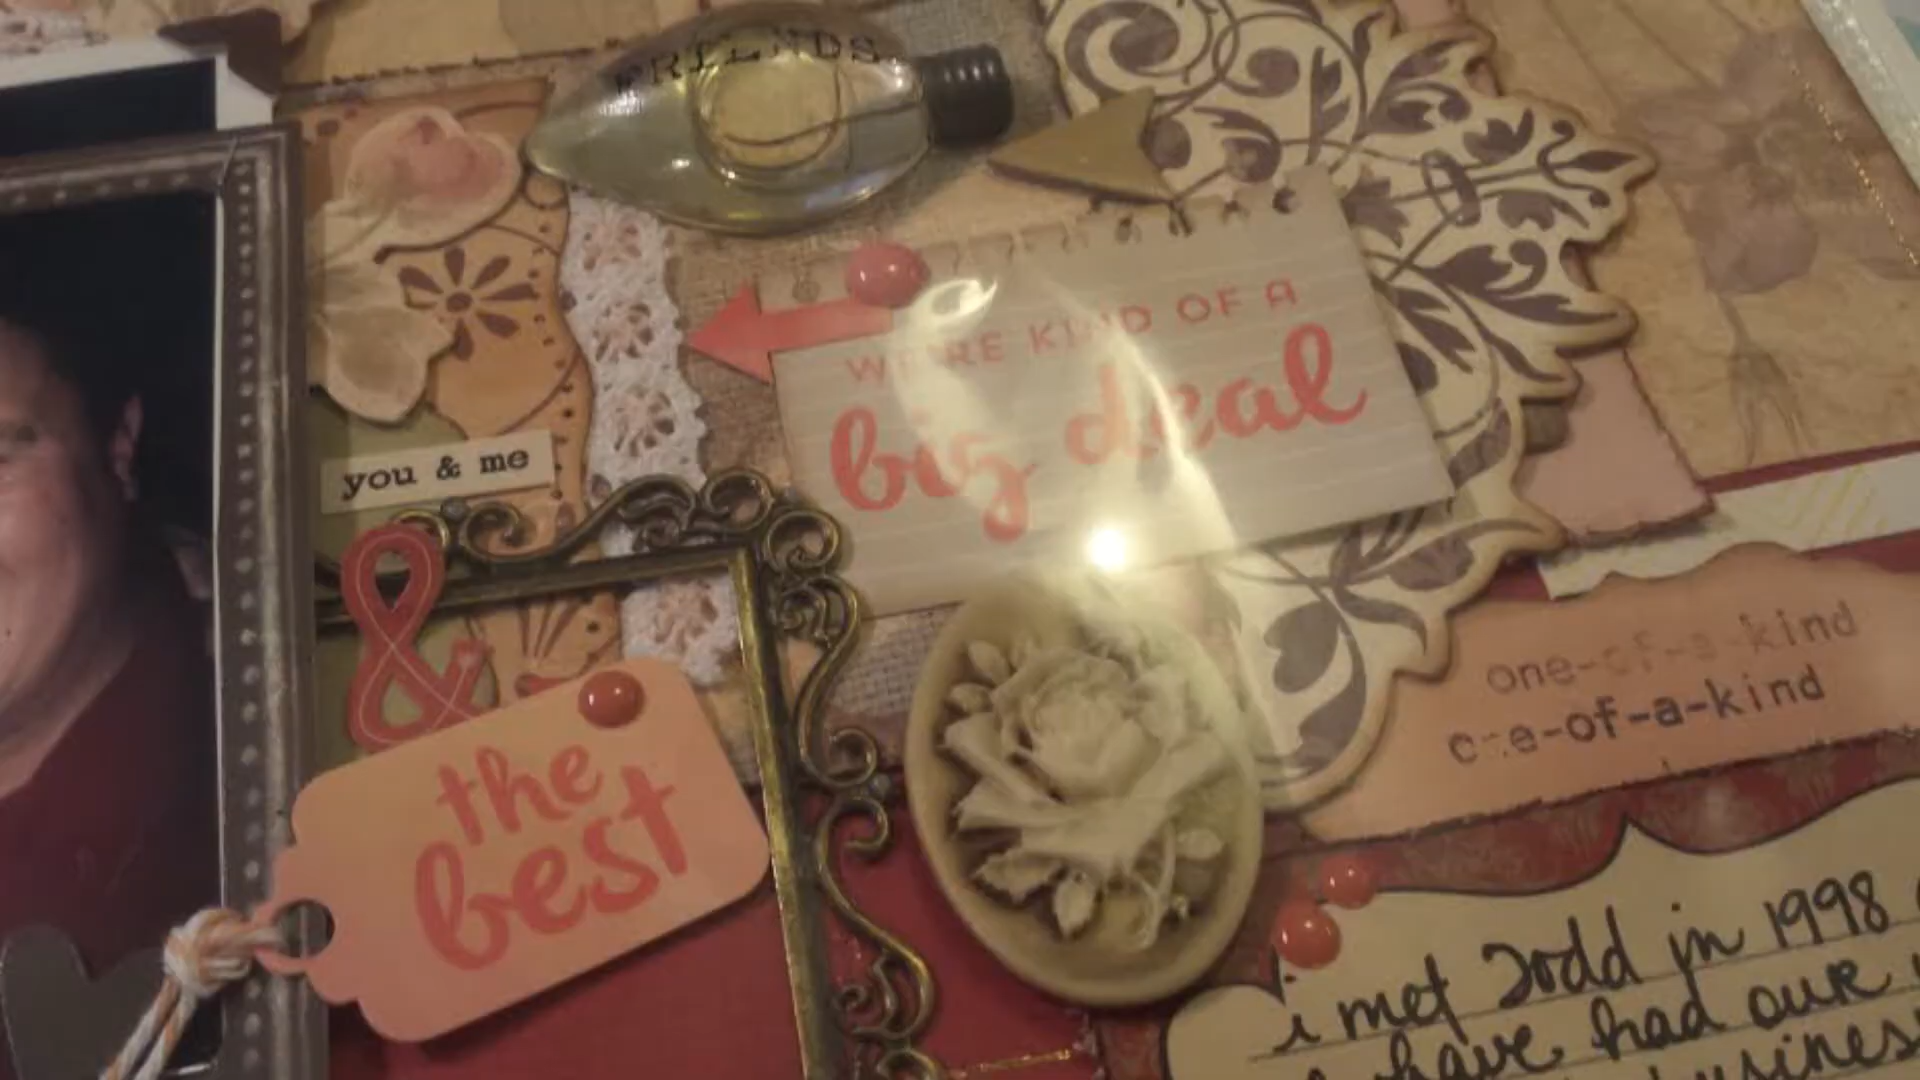 FRIENDS.
WE'RE KIND OF A
big deal
you & me
&
the
best
one-of-a-kind
one-of-a-kind
i met Todd in 1998
have had our
business